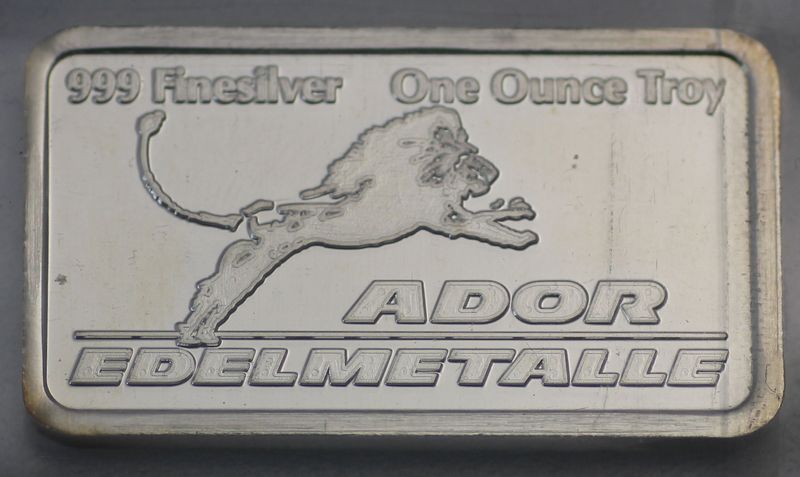 999 Finesilver One Ounce Troy
ADOR
EDELMETALLE